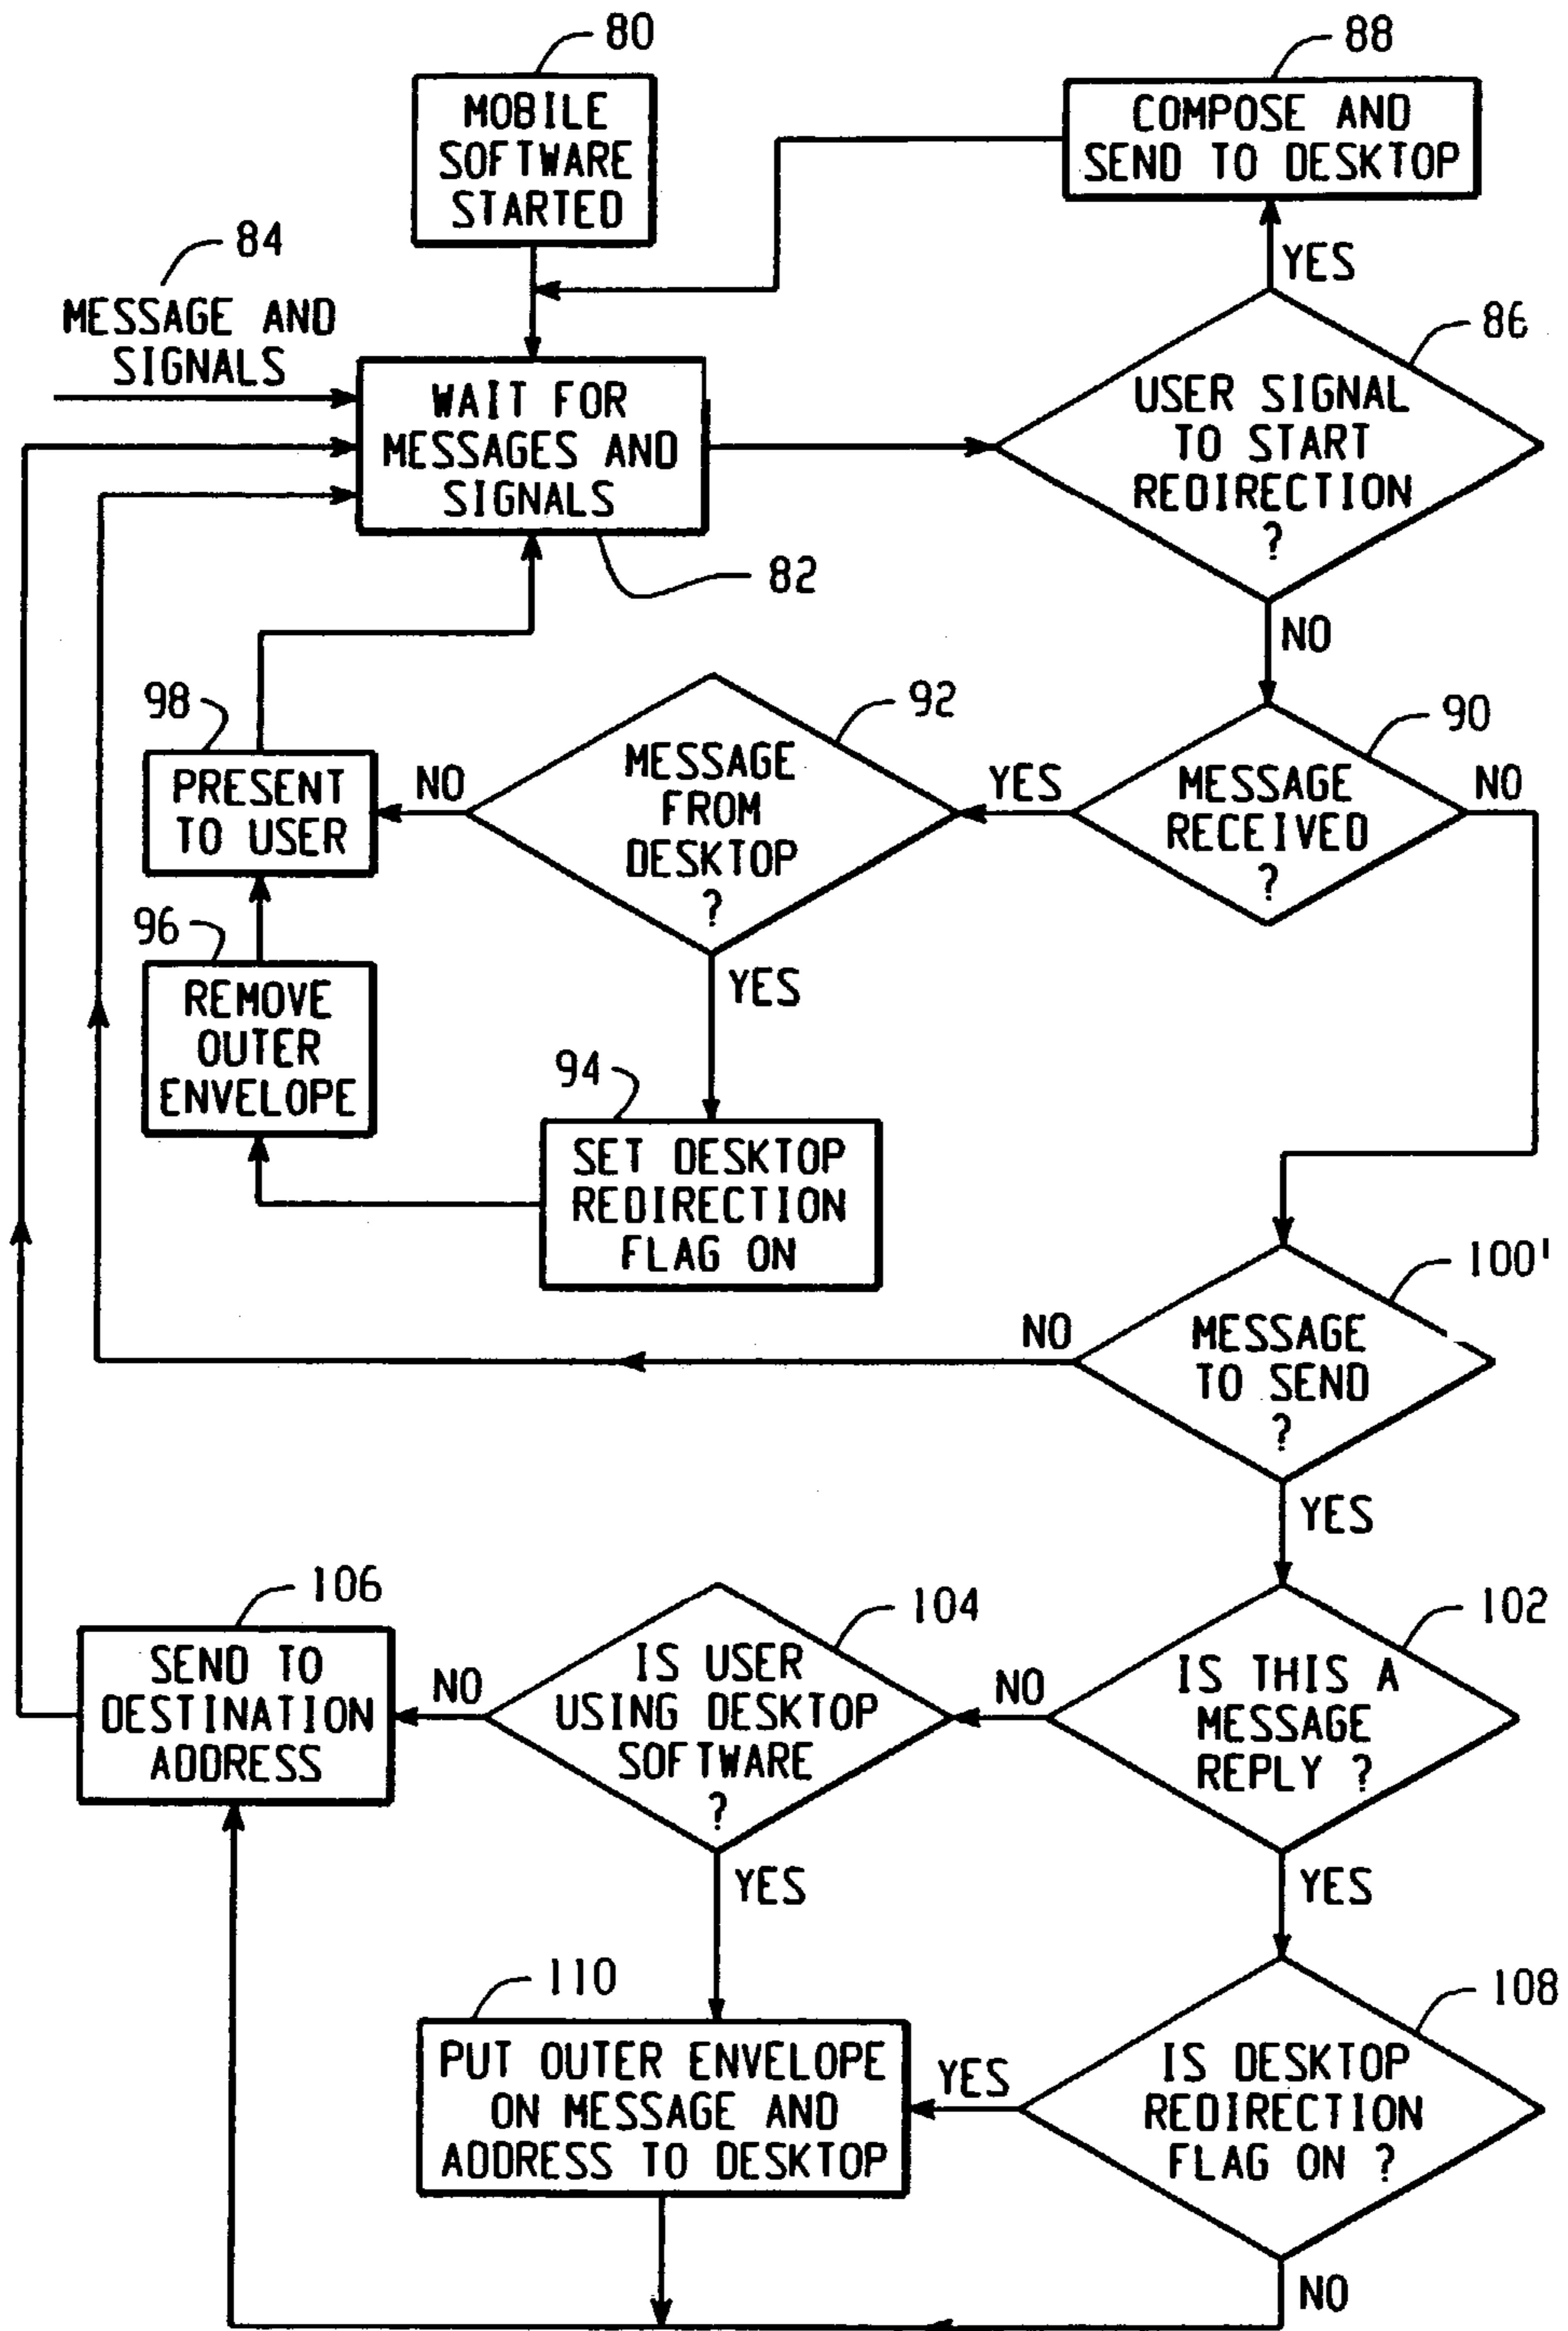 80
MOBILE
SOFTWARE
STARTED
88
COMPOSE AND
SEND TO DESKTOP
YES
84
MESSAGE AND
SIGNALS
WAIT FOR
MESSAGES AND
SIGNALS
82
86
USER SIGNAL
TO START
REDIRECTION
?
NO
98
PRESENT
TO USER
NO
92
MESSAGE
FROM
DESKTOP
?
YES
90
MESSAGE
RECEIVED
?
NO
96
REMOVE
OUTER
ENVELOPE
YES
94
SET DESKTOP
REDIRECTION
FLAG ON
100'
NO
MESSAGE
TO SEND
?
YES
106
SEND TO
DESTINATION
ADDRESS
NO
104
IS USER
USING DESKTOP
SOFTWARE
?
NO
102
IS THIS A
MESSAGE
REPLY ?
YES
YES
110
PUT OUTER ENVELOPE
ON MESSAGE AND
ADDRESS TO DESKTOP
YES
108
IS DESKTOP
REDIRECTION
FLAG ON ?
NO